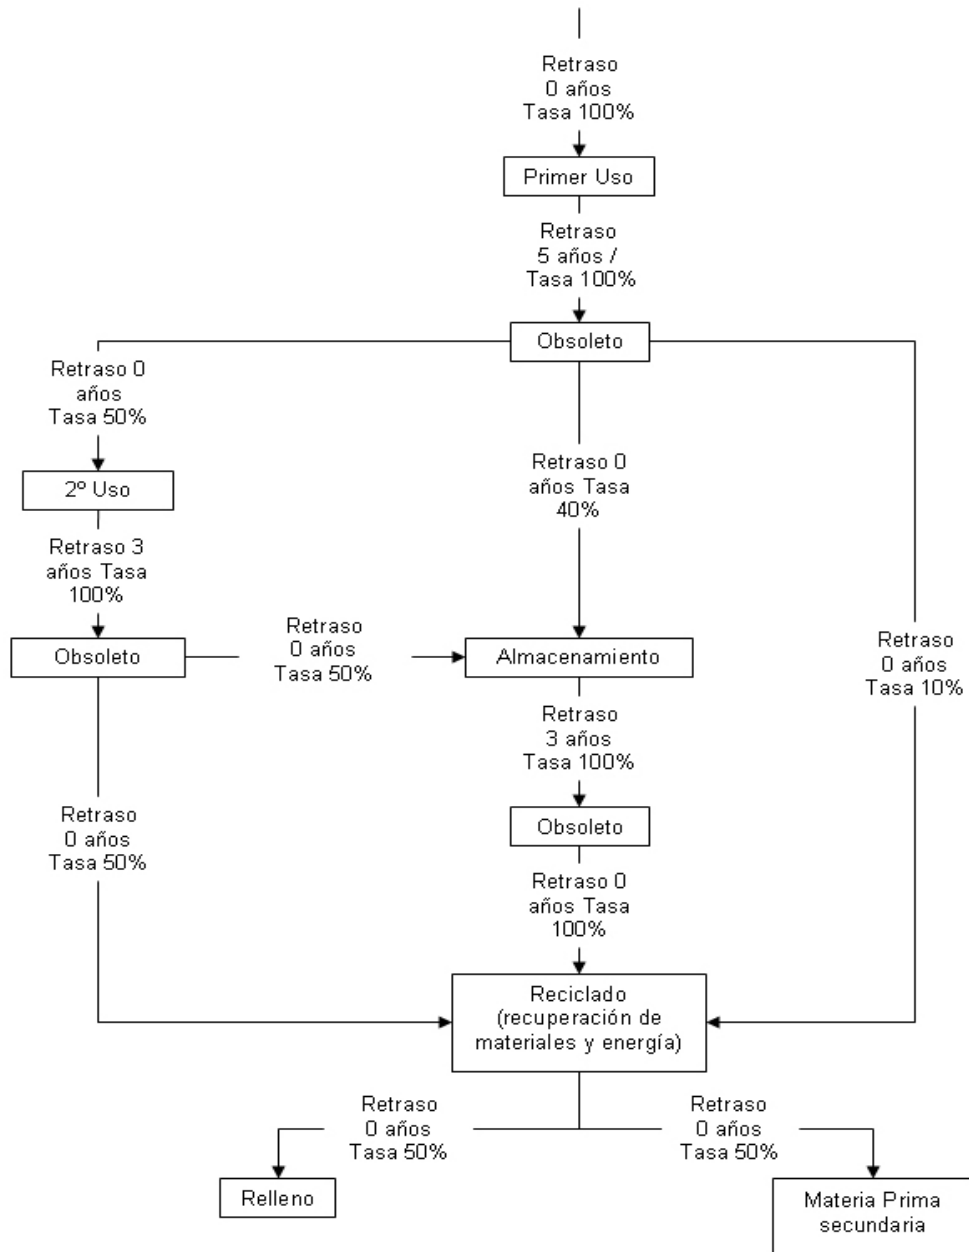 Retraso
0 años
Tasa 100%
Primer Uso
Retraso
5 años /
Tasa 100%
Obsoleto
Retraso 0
años
Tasa 50%
2º Uso
Retraso 3
años Tasa
100%
Obsoleto
Retraso
0 años
Tasa 50%
Retraso 0
años Tasa
40%
Almacenamiento
Retraso
0 años
Tasa 10%
Retraso
3 años
Tasa 100%
Obsoleto
Retraso
0 años
Tasa 50%
Retraso 0
años Tasa
100%
Reciclado
(recuperación de
materiales y energía)
Retraso
0 años
Tasa 50%
Retraso
0 años
Tasa 50%
Relleno
Materia Prima
secundaria